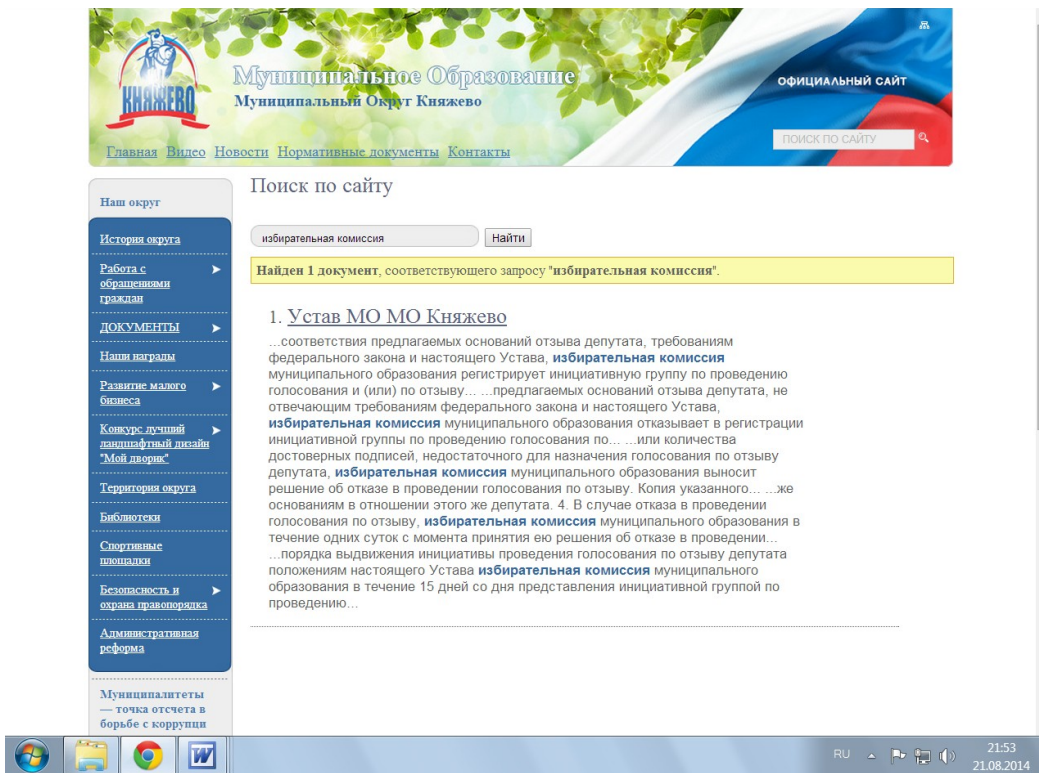 КНЯЖЕВО
Муниципальное Образование
Муниципальный Округ Княжево
ОФИЦИАЛЬНЫЙ САЙТ
ПОИСК ПО САЙТУ
Главная Видео Новости Нормативные документы Контакты
Наш округ
История округа
Работа с
обращениями
граждан
ДОКУМЕНТЫ
Наши награды
Развитие малого
бизнеса
Конкурс лучший
ландшафтный дизайн
"Мой дворик"
Территория округа
Библиотеки
Спортивные
площадки
Безопасность и
охрана правопорядка
Административная
реформа
Муниципалитеты
— точка отсчета в
борьбе с коррупци
Поиск по сайту
избирательная комиссия Найти
Найден 1 документ, соответствующего запросу "избирательная комиссия".
1. Устав МО МО Княжево
...соответствия предлагаемых оснований отзыва депутата, требованиям
федерального закона и настоящего Устава, избирательная комиссия
муниципального образования регистрирует инициативную группу по проведению
голосования и (или) по отзыву... ...предлагаемых оснований отзыва депутата, не
отвечающим требованиям федерального закона и настоящего Устава,
избирательная комиссия муниципального образования отказывает в регистрации
инициативной группы по проведению голосования по... ...или количества
достоверных подписей, недостаточного для назначения голосования по отзыву
депутата, избирательная комиссия муниципального образования выносит
решение об отказе в проведении голосования по отзыву. Копия указанного... ...же
основаниям в отношении этого же депутата. 4. В случае отказа в проведении
голосования по отзыву, избирательная комиссия муниципального образования в
течение одних суток с момента принятия ею решения об отказе в проведении...
...порядка выдвижения инициативы проведения голосования по отзыву депутата
положениям настоящего Устава избирательная комиссия муниципального
образования в течение 15 дней со дня представления инициативной группой по
проведению...
RU
21:53
21.08.2014